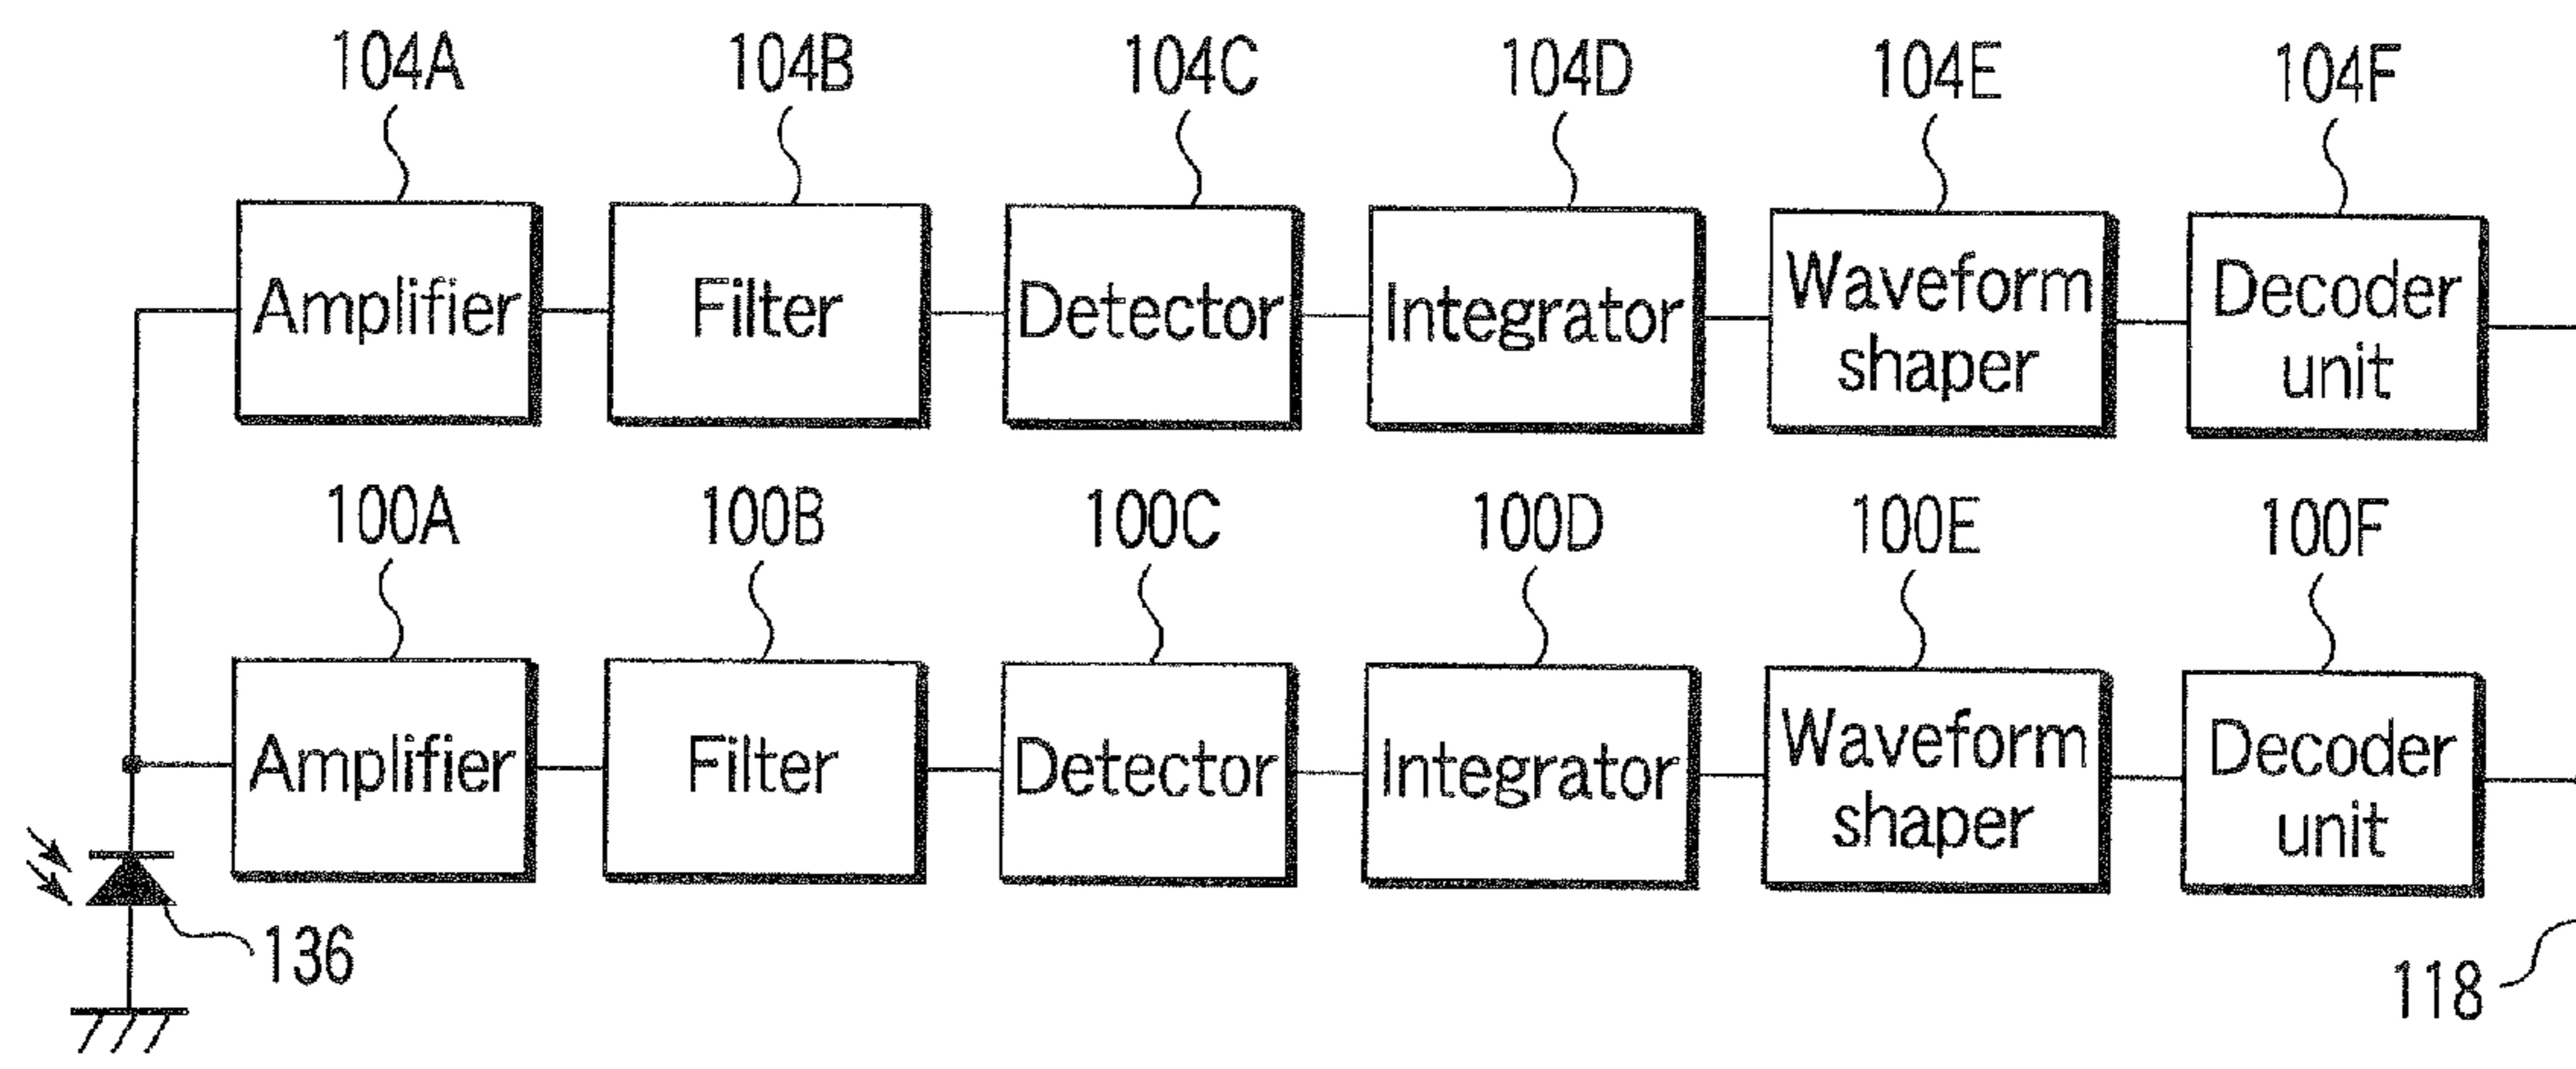 104A 104B 104C 104D 104E 104F
Amplifier Filter Detector Integrator Waveform shaper Decoder unit
100A 100B 100C 100D 100E 100F
Amplifier Filter Detector Integrator Waveform shaper Decoder unit
136
118